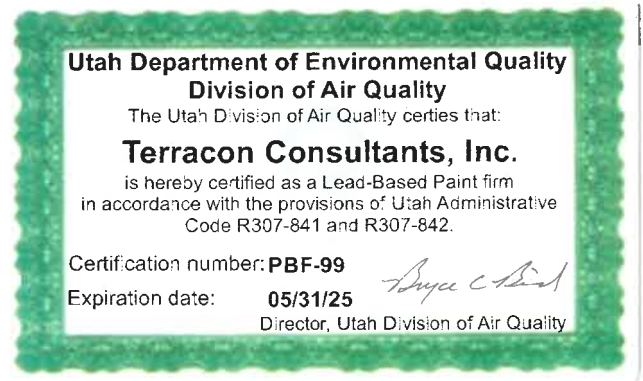 Utah Department of Environmental Quality
Division of Air Quality
The Utah Division of Air Quality certies that:
Terracon Consultants, Inc.
is hereby certified as a Lead-Based Paint firm
in accordance with the provisions of Utah Administrative
Code R307-841 and R307-842.
Certification number: PBF-99
Expiration date: 05/31/25
Bryce C Bird
Director, Utah Division of Air Quality